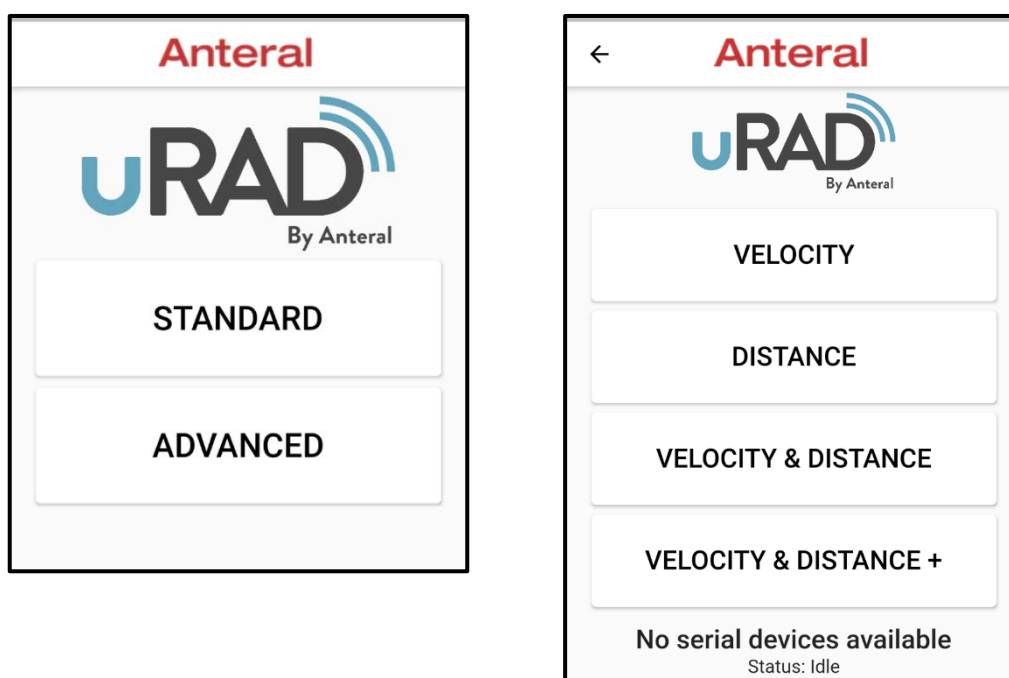 Anteral
uRAD
By Anteral
STANDARD
ADVANCED
← Anteral
uRAD
By Anteral
VELOCITY
DISTANCE
VELOCITY & DISTANCE
VELOCITY & DISTANCE +
No serial devices available
Status: Idle